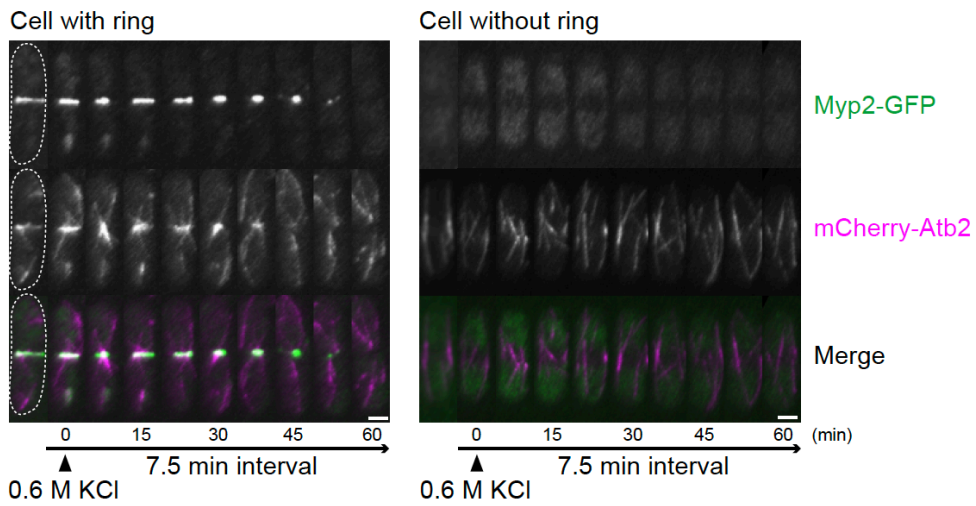 Cell with ring
Cell without ring
Myp2-GFP
mCherry-Atb2
Merge
0 15 30 45 60
0 15 30 45 60 (min)
7.5 min interval
7.5 min interval
0.6 M KCl
0.6 M KCl